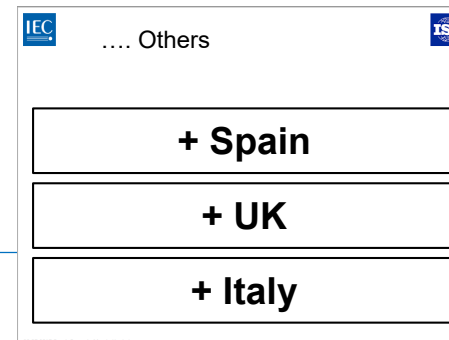 IEC
…. Others
+ Spain
+ UK
+ Italy